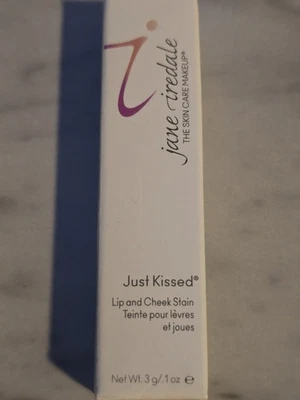 jane iredale
THE SKIN CARE MAKEUP®
Just Kissed®
Lip and Cheek Stain
Teinte pour lèvres
et joues
Net Wt. 3 g/.1 oz ℮